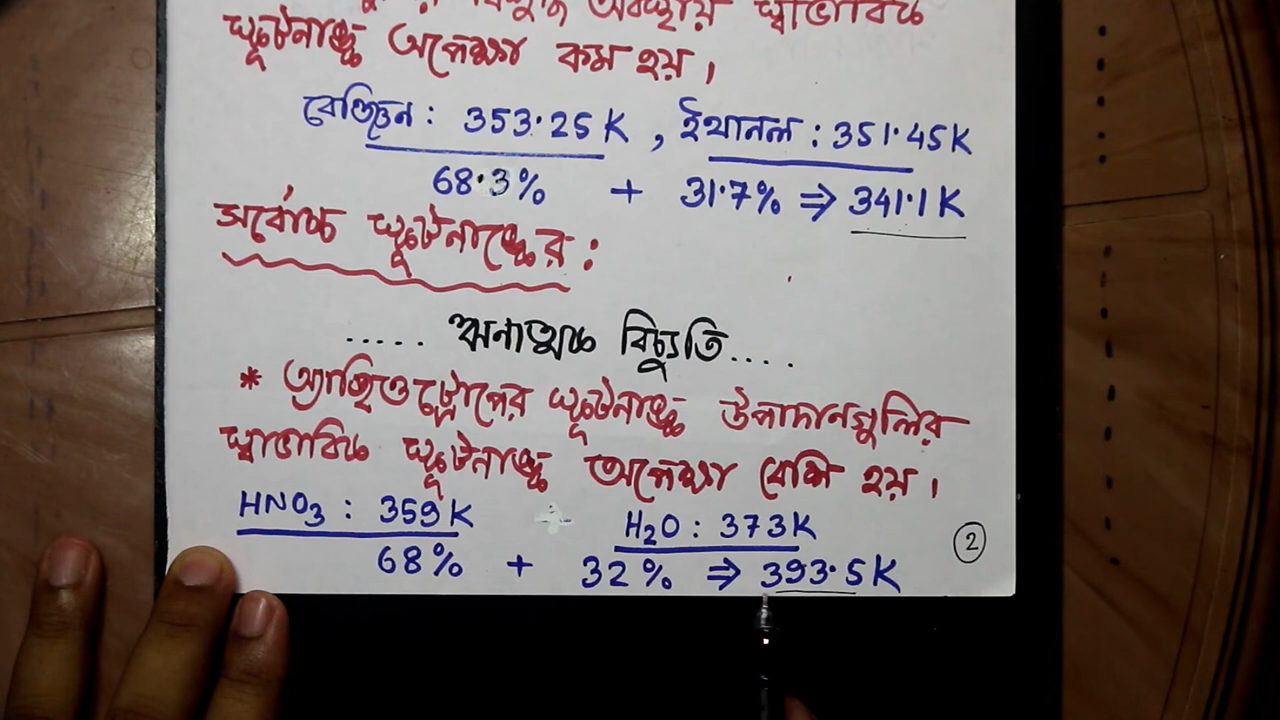 অবস্থায় স্বাভাবিক
স্ফুটনাঙ্ক অপেক্ষা কম হয়।
বেঞ্জিন : 353.25 K , ইথানল : 351.45 K
68.3% + 31.7% ⇒ 341.1 K
সর্বোচ্চ স্ফুটনাঙ্কের :
..... ঋনাত্মক বিচ্যুতি....
* অ্যাজিওট্রোপের স্ফুটনাঙ্ক উপাদানগুলির
স্বাভাবিক স্ফুটনাঙ্ক অপেক্ষা বেশি হয়।
HNO3 : 359 K H2O : 373 K
68% + 32% ⇒ 393.5 K
2